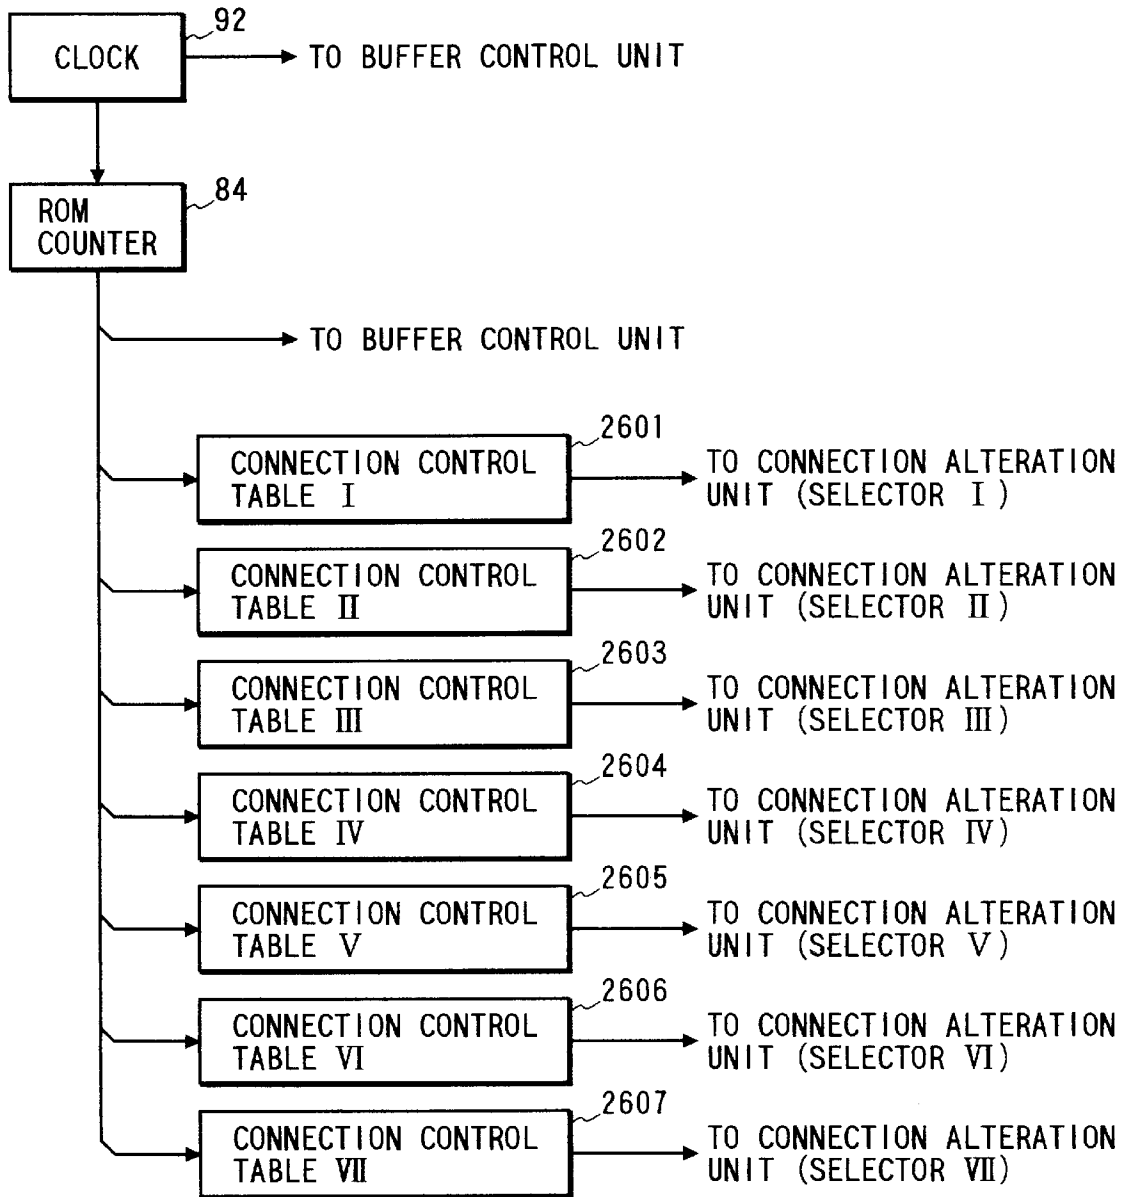 92
CLOCK
TO BUFFER CONTROL UNIT
84
ROM
COUNTER
TO BUFFER CONTROL UNIT
2601
CONNECTION CONTROL
TABLE I
TO CONNECTION ALTERATION
UNIT (SELECTOR I)
2602
CONNECTION CONTROL
TABLE II
TO CONNECTION ALTERATION
UNIT (SELECTOR II)
2603
CONNECTION CONTROL
TABLE III
TO CONNECTION ALTERATION
UNIT (SELECTOR III)
2604
CONNECTION CONTROL
TABLE IV
TO CONNECTION ALTERATION
UNIT (SELECTOR IV)
2605
CONNECTION CONTROL
TABLE V
TO CONNECTION ALTERATION
UNIT (SELECTOR V)
2606
CONNECTION CONTROL
TABLE VI
TO CONNECTION ALTERATION
UNIT (SELECTOR VI)
2607
CONNECTION CONTROL
TABLE VII
TO CONNECTION ALTERATION
UNIT (SELECTOR VII)